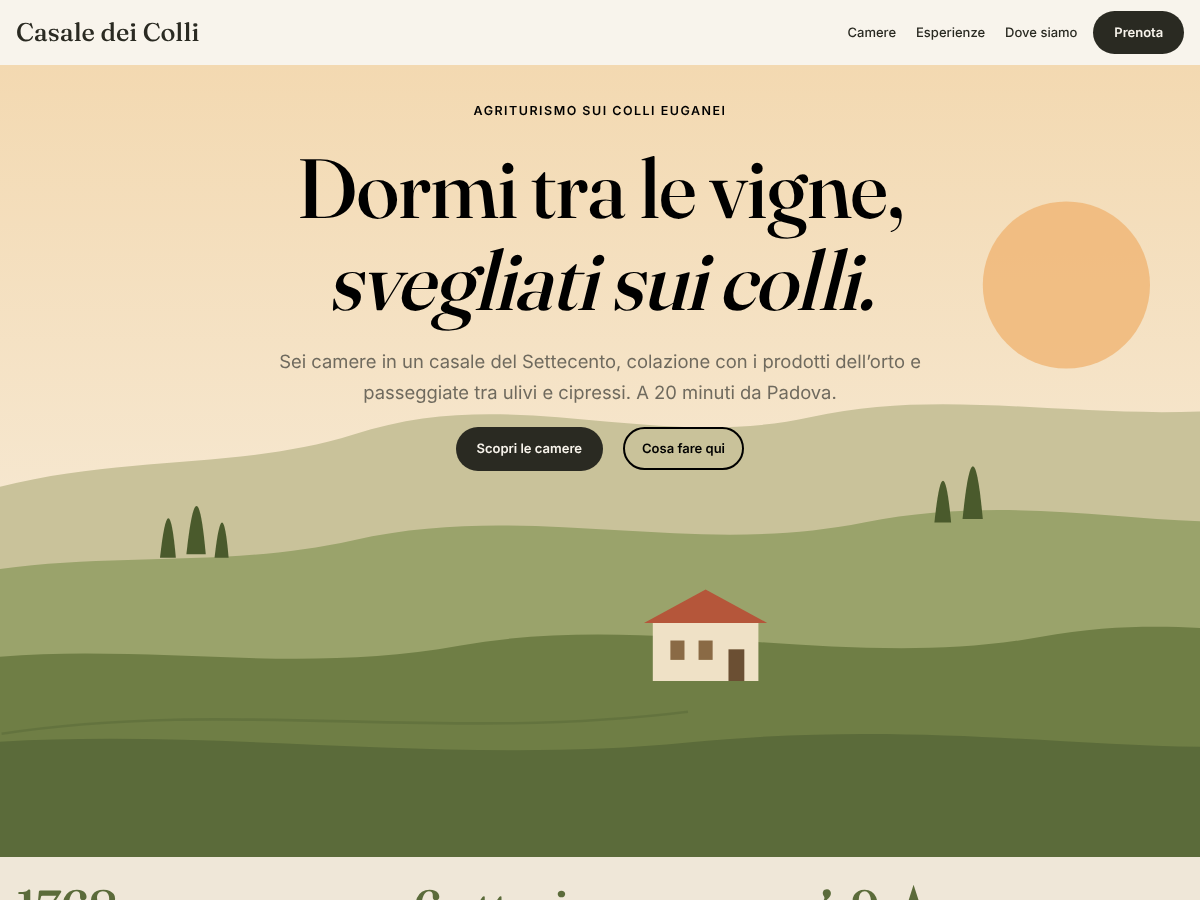 Casale dei Colli
Camere
Esperienze
Dove siamo
Prenota
AGRITURISMO SUI COLLI EUGANEI
Dormi tra le vigne,
svegliati sui colli.
Sei camere in un casale del Settecento, colazione con i prodotti dell’orto e
passeggiate tra ulivi e cipressi. A 20 minuti da Padova.
Scopri le camere
Cosa fare qui